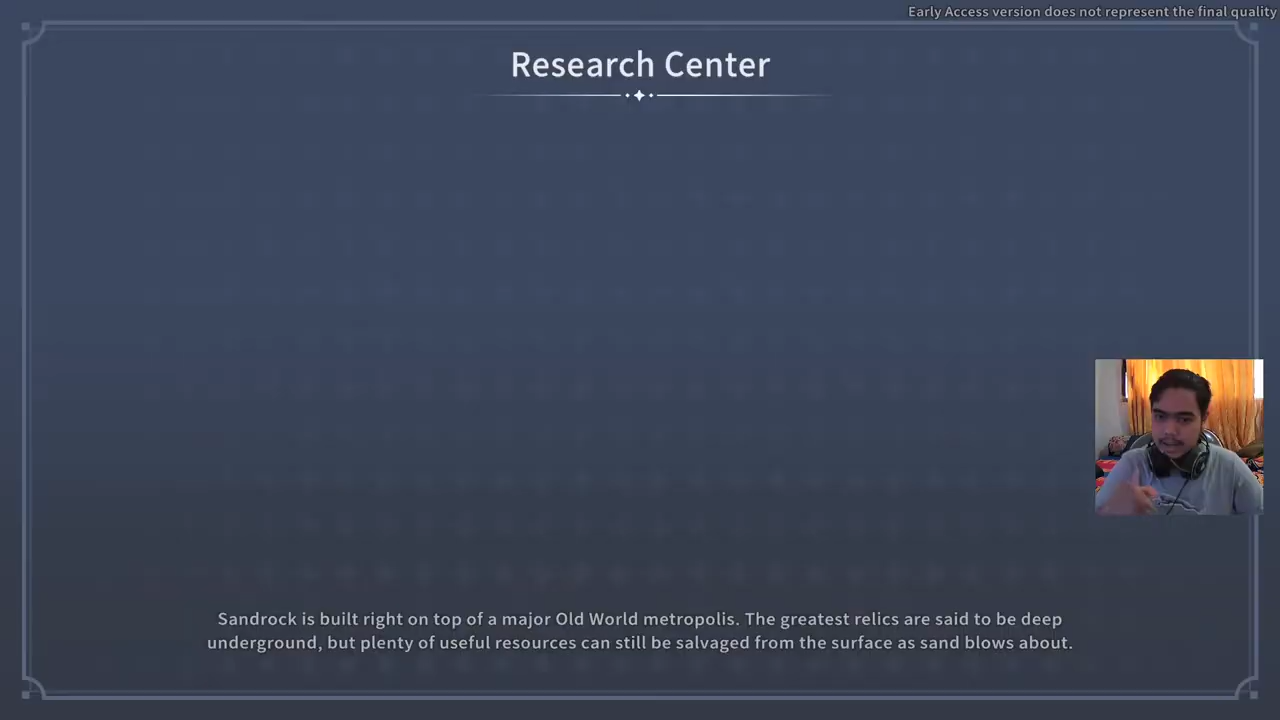 Early Access version does not represent the final quality
Research Center
Sandrock is built right on top of a major Old World metropolis. The greatest relics are said to be deep
underground, but plenty of useful resources can still be salvaged from the surface as sand blows about.